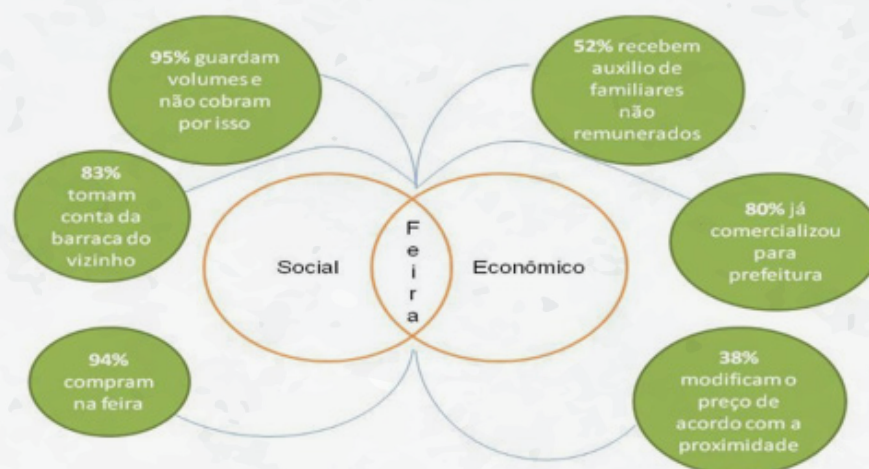 95% guardam
volumes e
não cobram
por isso
52% recebem
auxilio de
familiares
não
remunerados
83%
tomam
conta da
barraca do
vizinho
Social
Feira
Econômico
80% já
comercializou
para
prefeitura
94%
compram
na feira
38%
modificam o
preço de
acordo com a
proximidade